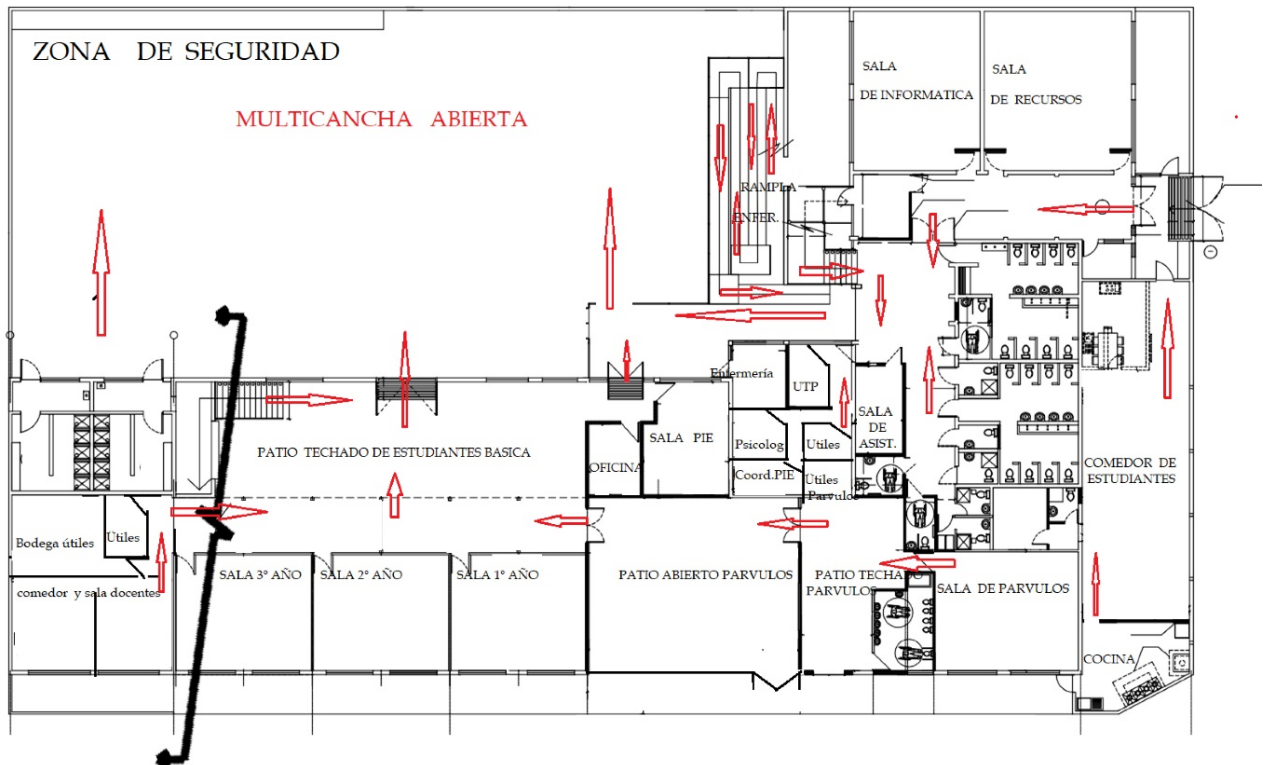 ZONA DE SEGURIDAD
MULTICANCHA ABIERTA
SALA
DE INFORMATICA
SALA
DE RECURSOS
RAMPLA
ENFER.
Enfermería
UTP
SALA
DE
ASIST.
Psicolog
Utiles
Coord.PIE
Útiles
Parvulos
SALA PIE
OFICINA
PATIO TECHADO DE ESTUDIANTES BASICA
COMEDOR DE
ESTUDIANTES
Bodega útiles
Útiles
comedor y sala docentes
SALA 3° AÑO
SALA 2° AÑO
SALA 1° AÑO
PATIO ABIERTO PARVULOS
PATIO TECHADO
PARVULOS
SALA DE PARVULOS
COCINA